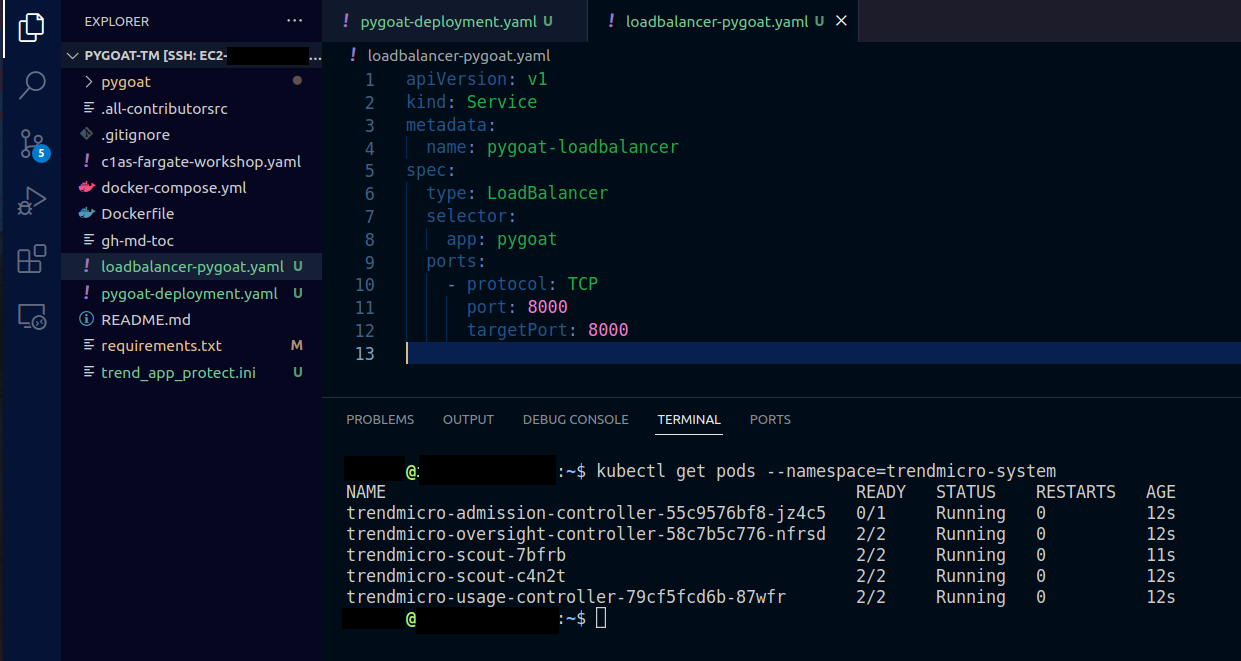 EXPLORER
PYGOAT-TM [SSH: EC2-
...
pygoat
.all-contributorsrc
.gitignore
c1as-fargate-workshop.yaml
docker-compose.yml
Dockerfile
gh-md-toc
loadbalancer-pygoat.yaml U
pygoat-deployment.yaml U
README.md
requirements.txt M
trend_app_protect.ini U
5
! pygoat-deployment.yaml U
! loadbalancer-pygoat.yaml U
! loadbalancer-pygoat.yaml
1 apiVersion: v1
2 kind: Service
3 metadata:
4 name: pygoat-loadbalancer
5 spec:
6 type: LoadBalancer
7 selector:
8 app: pygoat
9 ports:
10 - protocol: TCP
11 port: 8000
12 targetPort: 8000
13
PROBLEMS OUTPUT DEBUG CONSOLE TERMINAL PORTS
@ :~$ kubectl get pods --namespace=trendmicro-system
NAME READY STATUS RESTARTS AGE
trendmicro-admission-controller-55c9576bf8-jz4c5 0/1 Running 0 12s
trendmicro-oversight-controller-58c7b5c776-nfrsd 2/2 Running 0 12s
trendmicro-scout-7bfrb 2/2 Running 0 11s
trendmicro-scout-c4n2t 2/2 Running 0 12s
trendmicro-usage-controller-79cf5fcd6b-87wfr 2/2 Running 0 12s
@ :~$